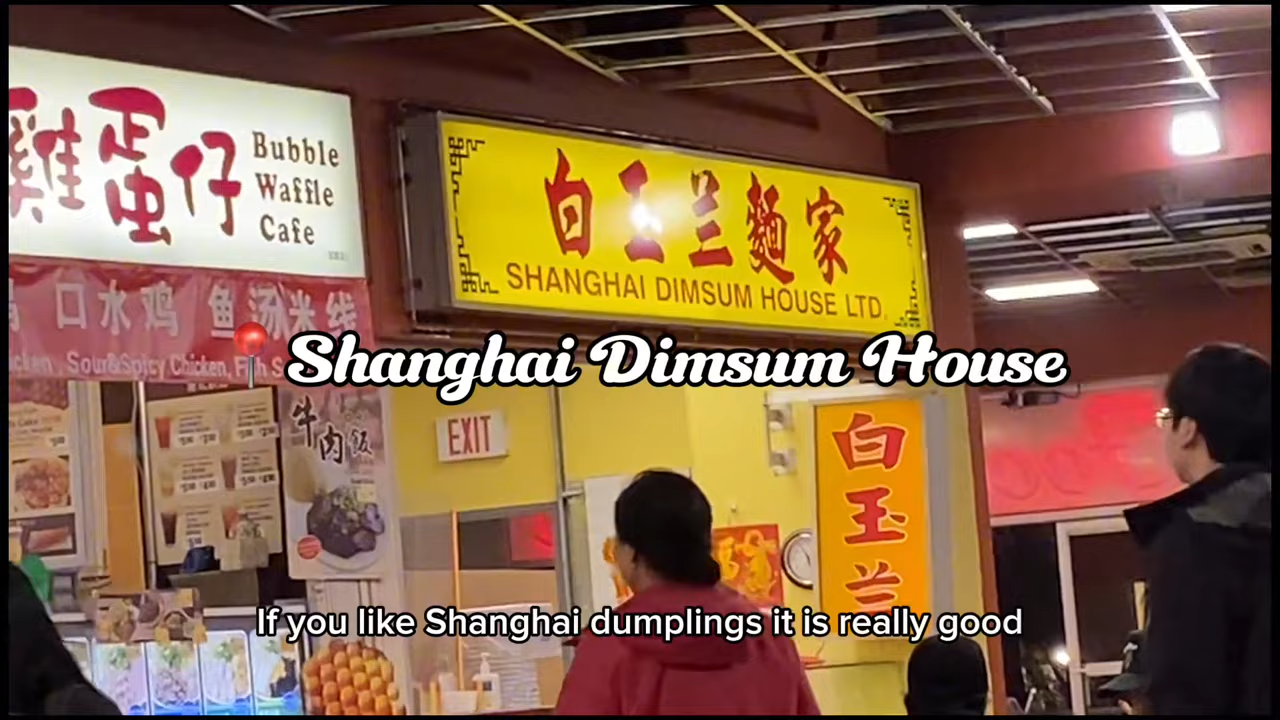 雞蛋仔
Bubble
Waffle
Cafe
白玉兰麵家
SHANGHAI DIMSUM HOUSE LTD.
口水鸡 鱼汤米线
Sour&Spicy Chicken, Fish S
Shanghai Dimsum House
EXIT
牛肉飯
白玉兰
If you like Shanghai dumplings it is really good